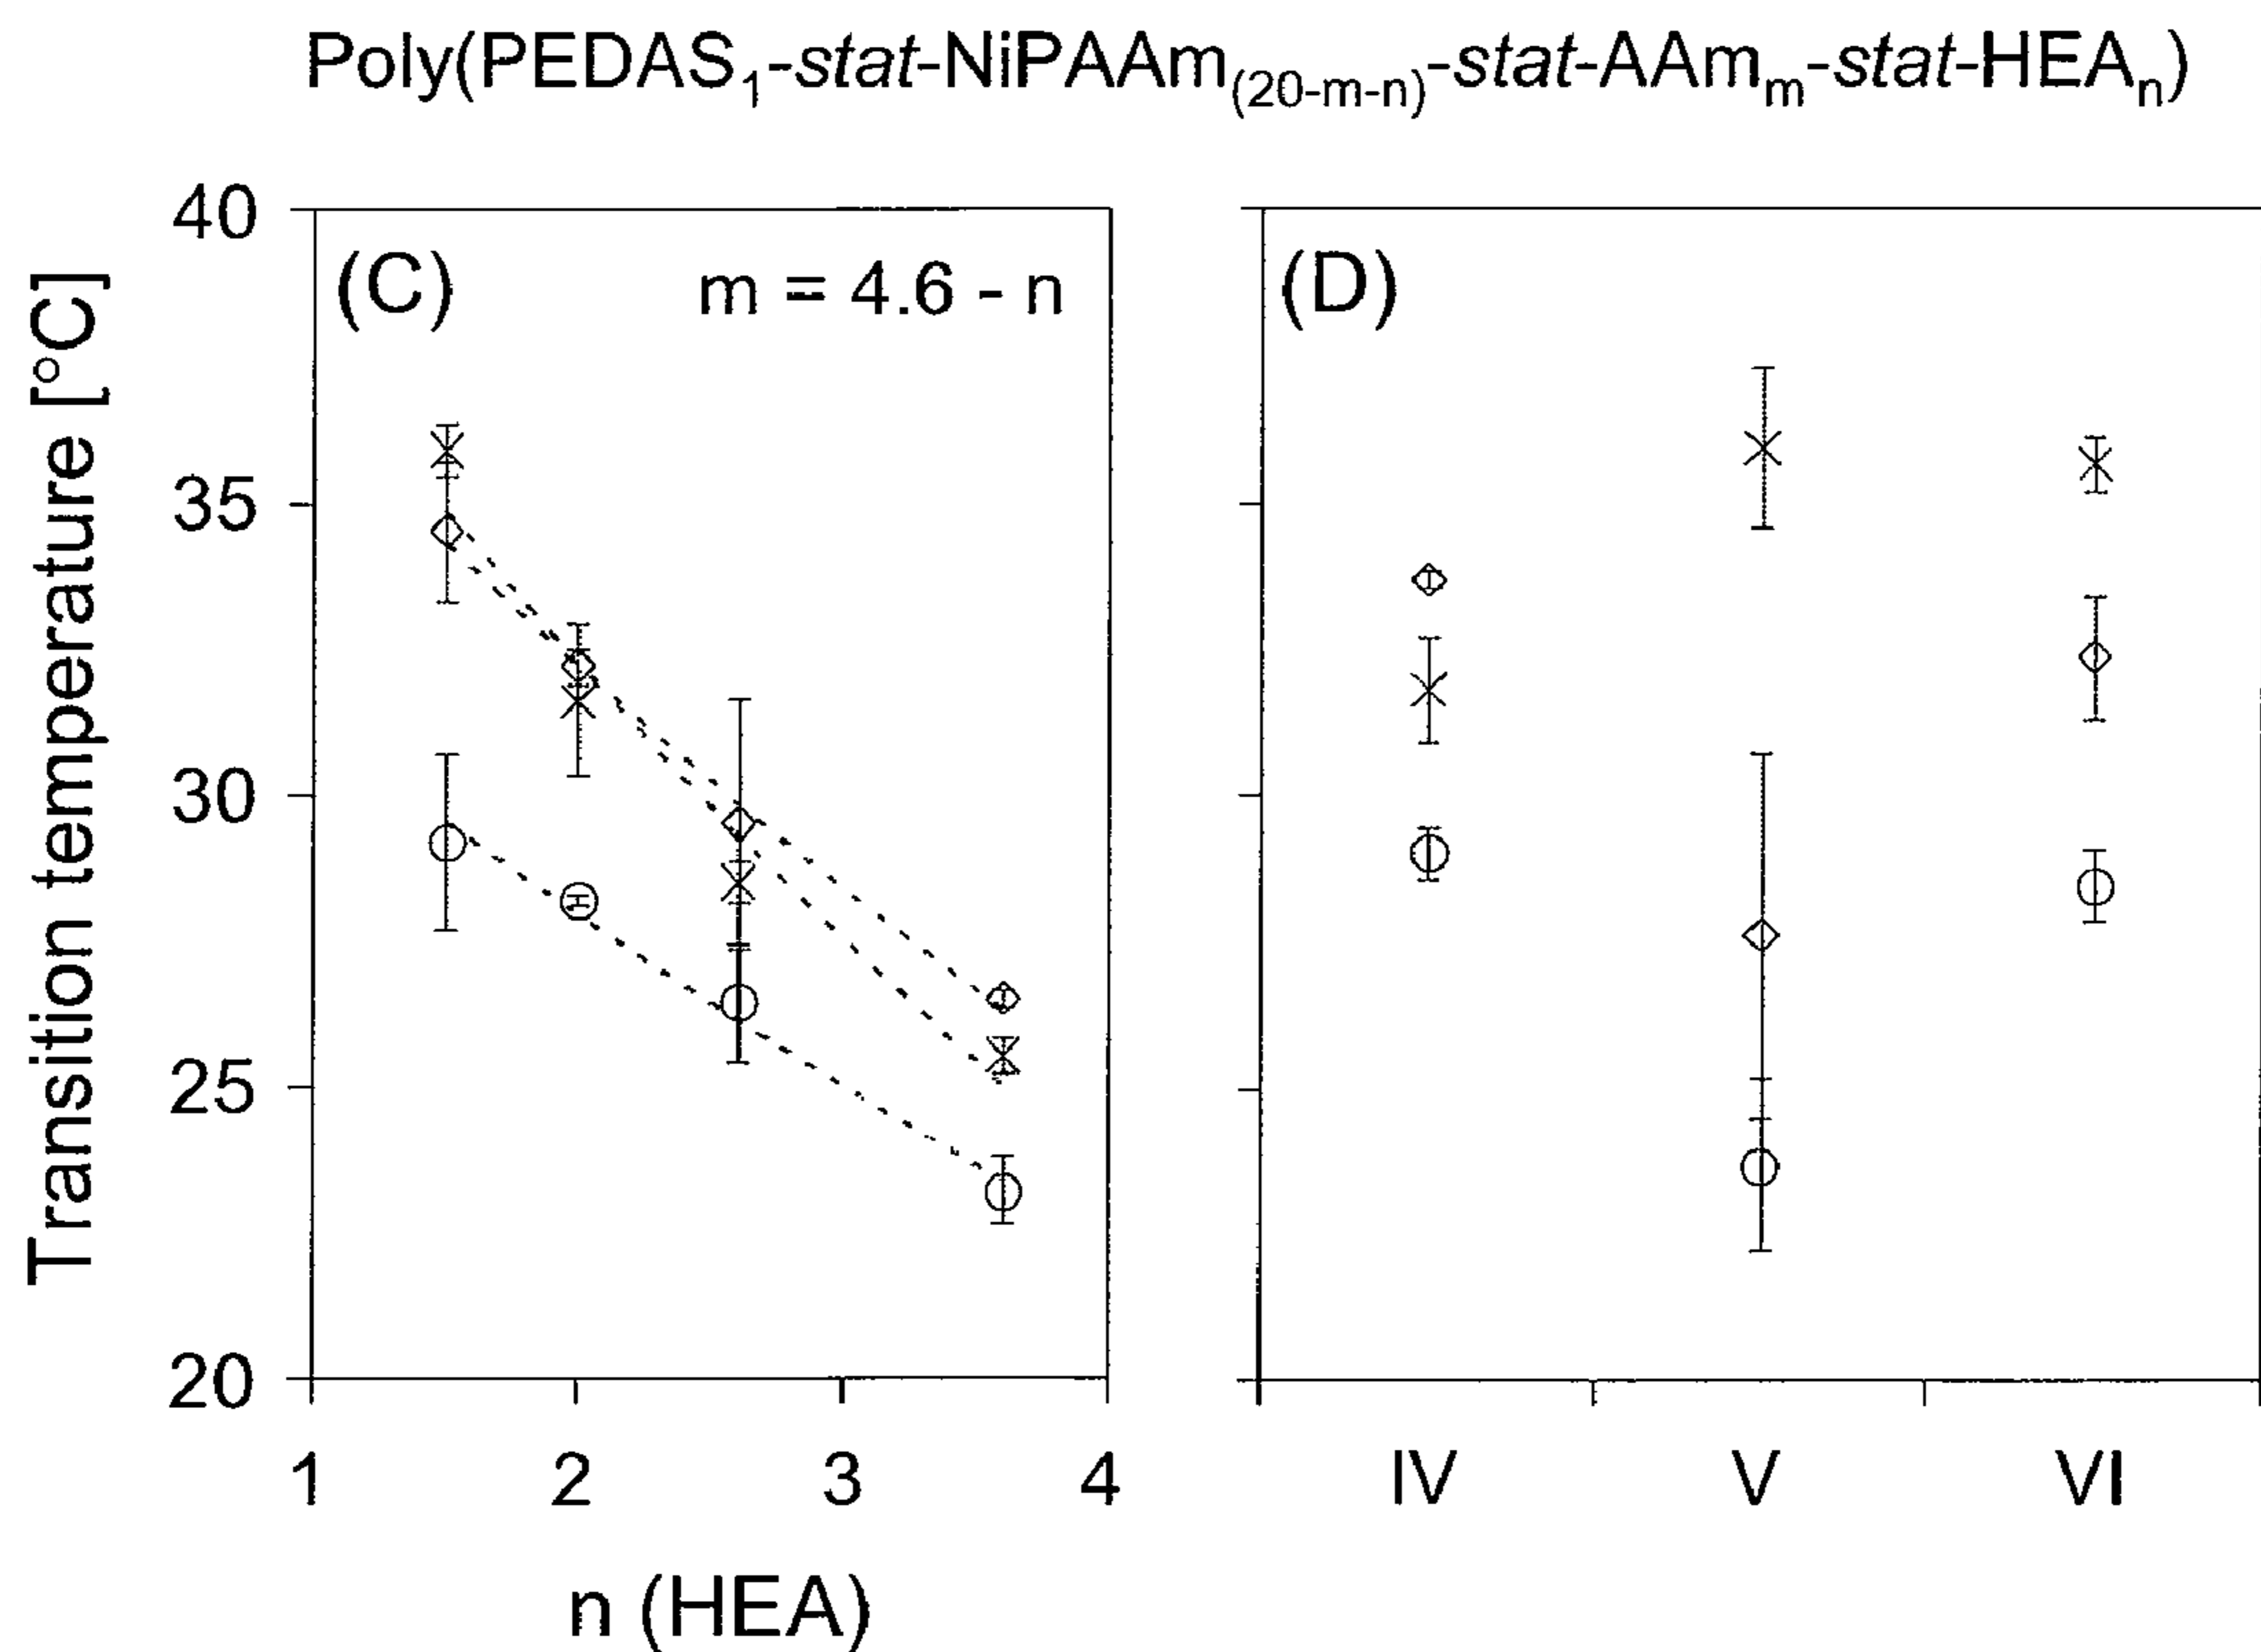 Poly(PEDAS1-stat-NiPAAm(20-m-n)-stat-AAmm-stat-HEAn)
Transition temperature [°C]
40
35
30
25
20
(C)
m = 4.6 - n
(D)
1 2 3 4
n (HEA)
IV V VI